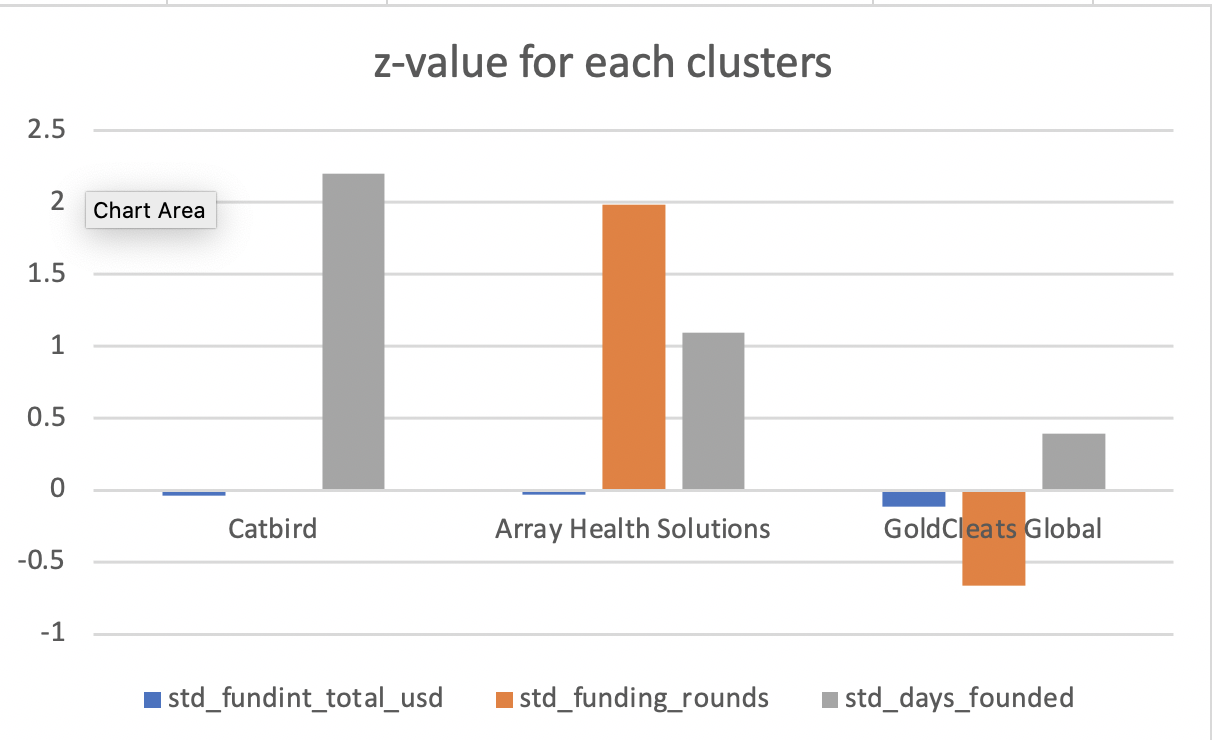 z-value for each clusters
2.5
2
Chart Area
1.5
1
0.5
0
Catbird Array Health Solutions GoldCleats Global
-0.5
-1
std_fundint_total_usd std_funding_rounds std_days_founded